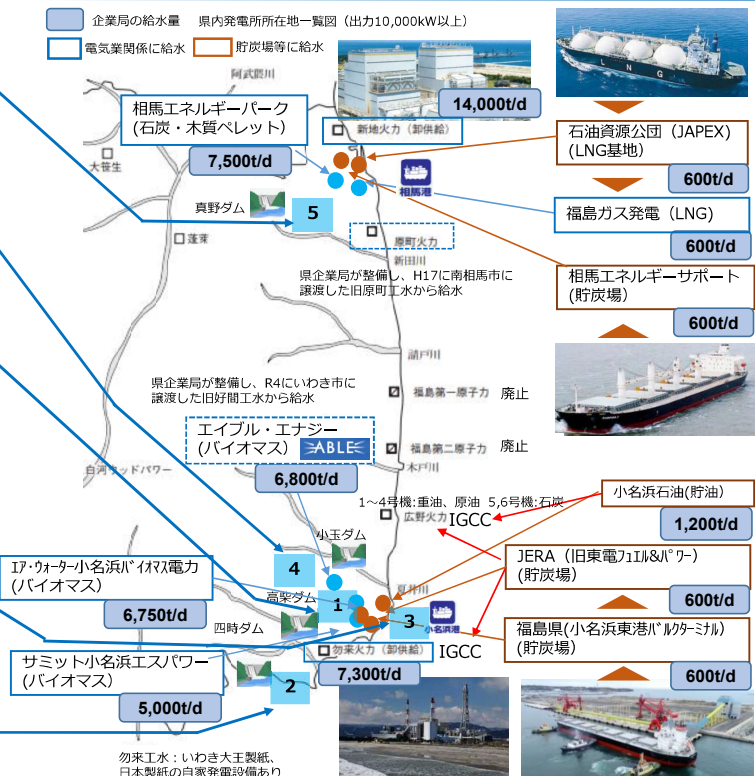 企業局の給水量
県内発電所所在地一覧図（出力10,000kW以上）
電気業関係に給水
貯炭場等に給水
阿武隈川
相馬エネルギーパーク
(石炭・木質ペレット)
7,500t/d
14,000t/d
新地火力（卸供給）
大笹生
真野ダム
5
相馬港
蓬莱
原町火力
新田川
県企業局が整備し、H17に南相馬市に
譲渡した旧原町工水から給水
LNG
石油資源公団（JAPEX)
(LNG基地)
600t/d
福島ガス発電（LNG)
600t/d
相馬エネルギーサポート
(貯炭場)
600t/d
請戸川
県企業局が整備し、R4にいわき市に
譲渡した旧好間工水から給水
福島第一原子力 廃止
エイブル・エナジー
(バイオマス)
ABLE
福島第二原子力 廃止
木戸川
白河ウッドパワー
6,800t/d
1～4号機:重油、原油 5,6号機:石炭
広野火力 IGCC
小名浜石油(貯油)
1,200t/d
小玉ダム
4
JERA（旧東電フュエル&パワー)
(貯炭場)
600t/d
エア・ウォーター小名浜バイオマス電力
(バイオマス)
6,750t/d
夏井川
高柴ダム
1
四時ダム
3
小名浜港
福島県(小名浜東港バルクターミナル)
(貯炭場)
600t/d
勿来火力（卸供給） IGCC
サミット小名浜エスパワー
(バイオマス)
5,000t/d
7,300t/d
2
勿来工水：いわき大王製紙、
日本製紙の自家発電設備あり